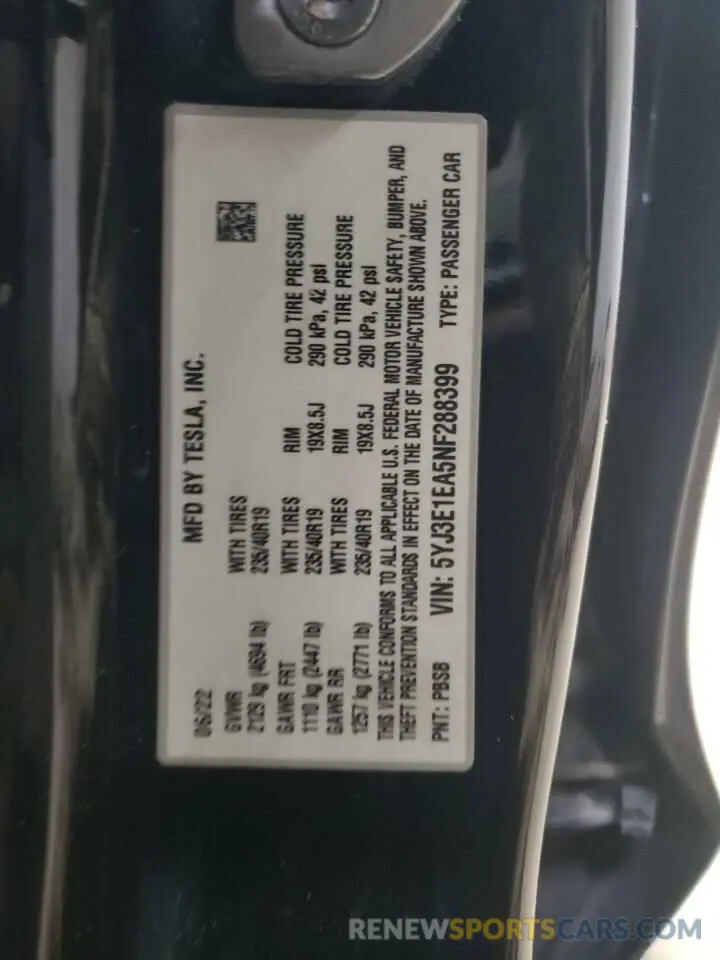 MFD BY TESLA, INC.
06/22
GVWR
2129 kg (4694 lb)
WITH TIRES
235/40R19
GAWR FRT
1110 kg (2447 lb)
WITH TIRES
235/40R19
RIM
19X8.5J
COLD TIRE PRESSURE
290 kPa, 42 psi
GAWR RR
1257 kg (2771 lb)
WITH TIRES
235/40R19
RIM
19X8.5J
COLD TIRE PRESSURE
290 kPa, 42 psi
THIS VEHICLE CONFORMS TO ALL APPLICABLE U.S. FEDERAL MOTOR VEHICLE SAFETY, BUMPER, AND
THEFT PREVENTION STANDARDS IN EFFECT ON THE DATE OF MANUFACTURE SHOWN ABOVE.
PNT: PBSB VIN: 5YJ3E1EA5NF288399 TYPE: PASSENGER CAR
RENEWSPORTSCARS.COM